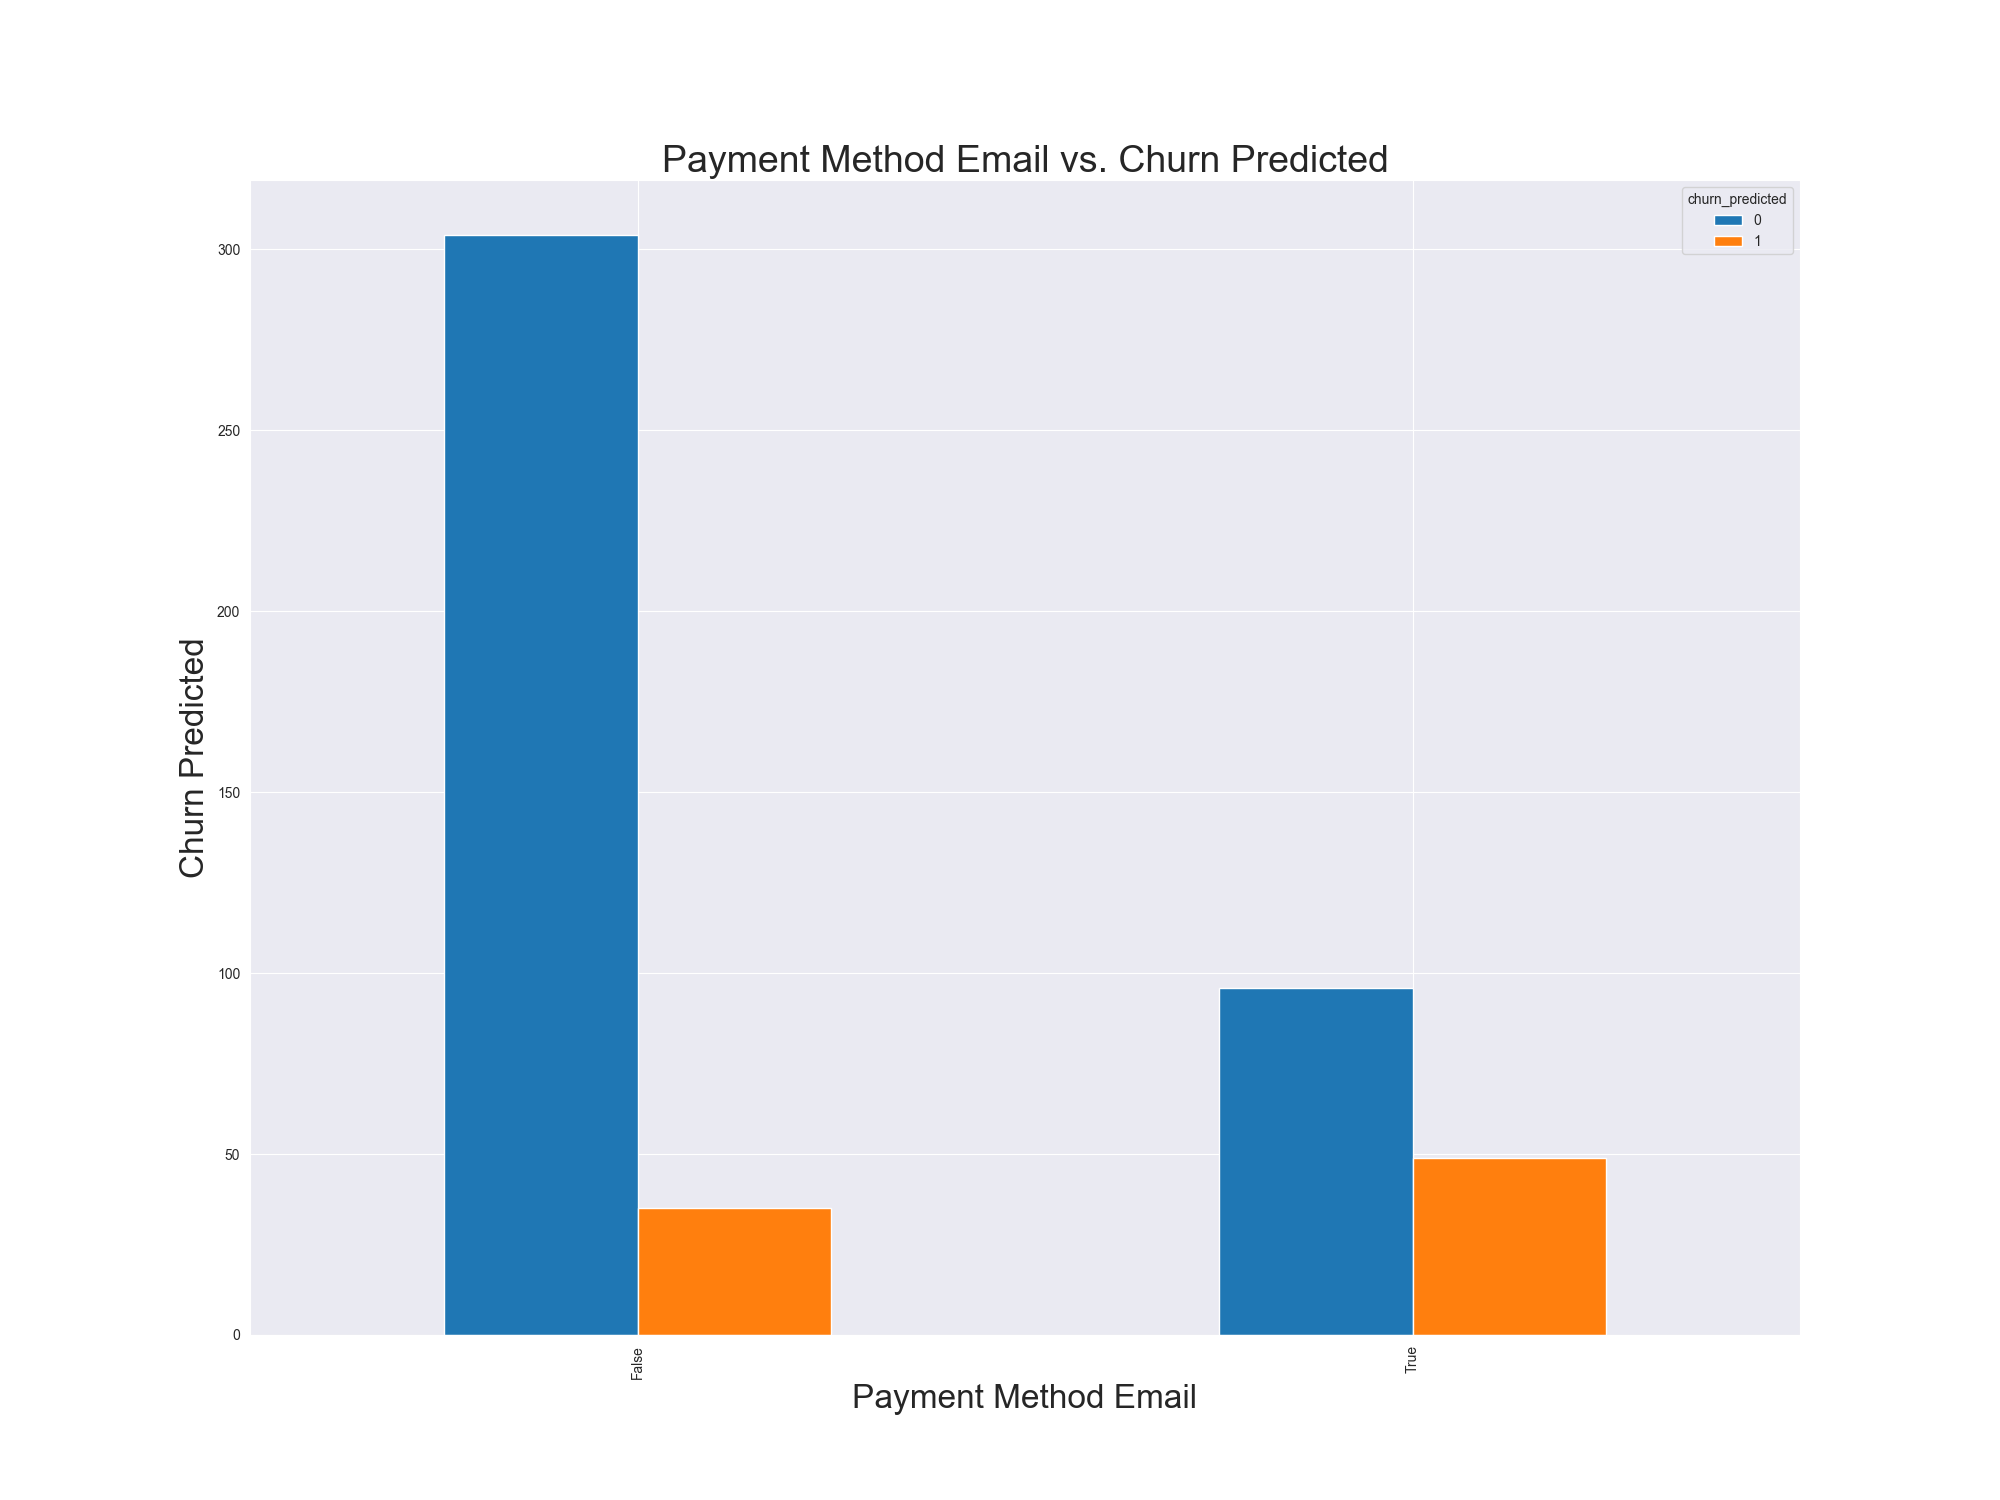 Payment Method Email vs. Churn Predicted
churn_predicted
0
1
300
250
200
150
100
50
0
Churn Predicted
False
True
Payment Method Email